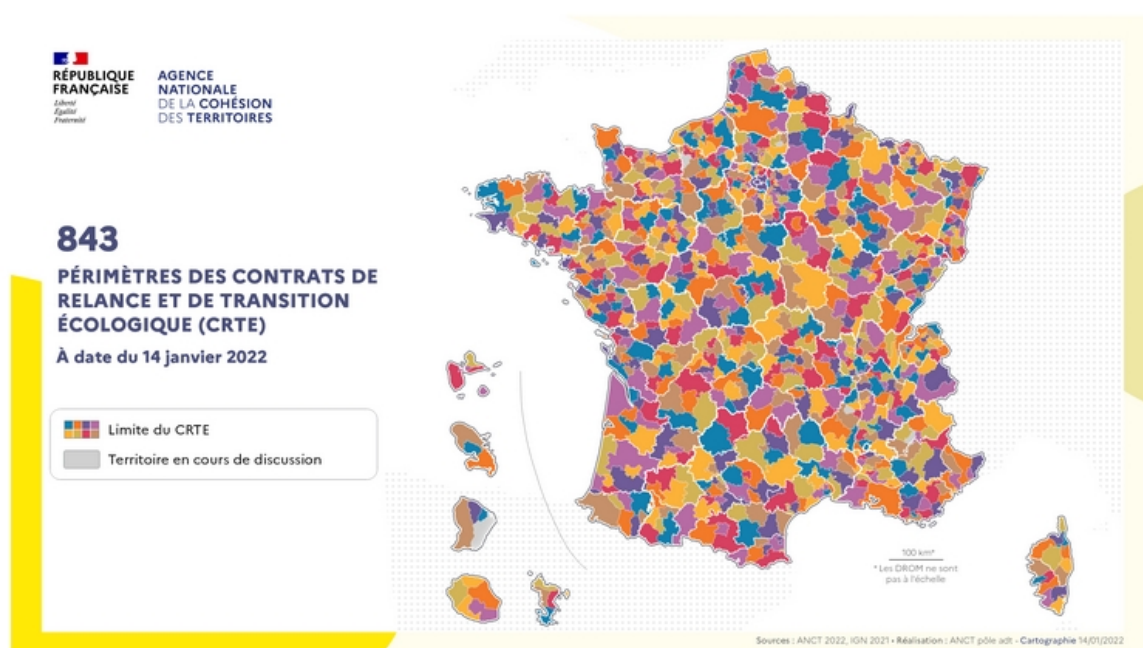 RÉPUBLIQUE
FRANÇAISE
Liberté
Égalité
Fraternité
AGENCE
NATIONALE
DE LA COHÉSION
DES TERRITOIRES
843
PÉRIMÈTRES DES CONTRATS DE
RELANCE ET DE TRANSITION
ÉCOLOGIQUE (CRTE)
À date du 14 janvier 2022
Limite du CRTE
Territoire en cours de discussion
100 km*
* Les DROM ne sont
pas à l'échelle
Sources : ANCT 2022, IGN 2021 • Réalisation : ANCT pôle adt - Cartographie 14/01/2022